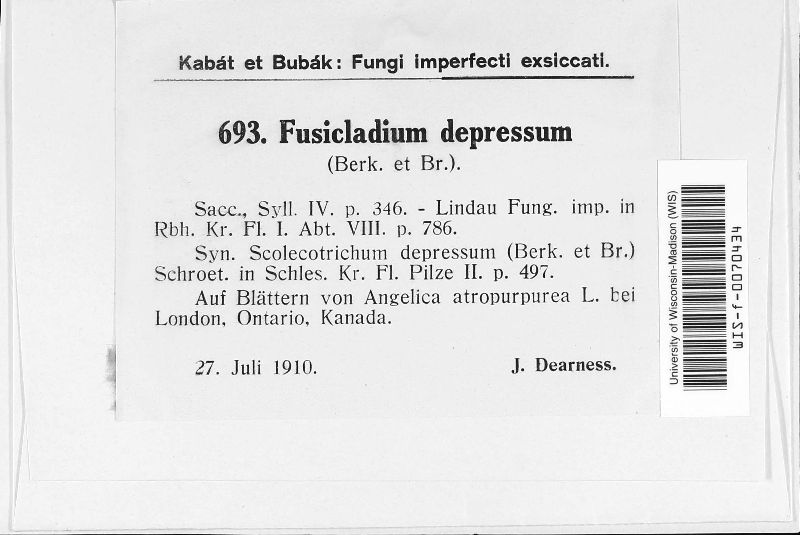 Kabát et Bubák: Fungi imperfecti exsiccati.
693. Fusicladium depressum
(Berk. et Br.).
Sacc., Syll. IV. p. 346. - Lindau Fung. imp. in
Rbh. Kr. Fl. I. Abt. VIII. p. 786.
Syn. Scolecotrichum depressum (Berk. et Br.)
Schroet. in Schles. Kr. Fl. Pilze II. p. 497.
Auf Blättern von Angelica atropurpurea L. bei
London, Ontario, Kanada.
27. Juli 1910. J. Dearness.
University of Wisconsin-Madison (WIS)
WIS-f-0070434